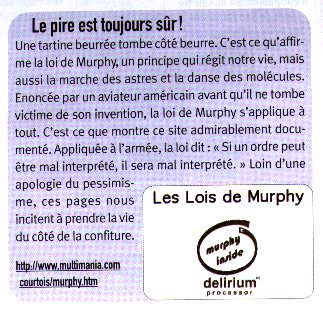 Le pire est toujours sûr!
Une tartine beurrée tombe côté beurre. C'est ce qu'affir-
me la loi de Murphy, un principe qui régit notre vie, mais
aussi la marche des astres et la danse des molécules.
Enoncée par un aviateur américain avant qu'il ne tombe
victime de son invention, la loi de Murphy s'applique à
tout. C'est ce que montre ce site admirablement docu-
menté. Appliquée à l'armée, la loi dit : « Si un ordre peut
être mal interprété, il sera mal interprété. » Loin d'une
apologie du pessimis-
me, ces pages nous
incitent à prendre la vie
du côté de la confiture.
http://www.multimania.com
courtois/murphy.htm
Les Lois de Murphy
murphy
inside
delirium
processor